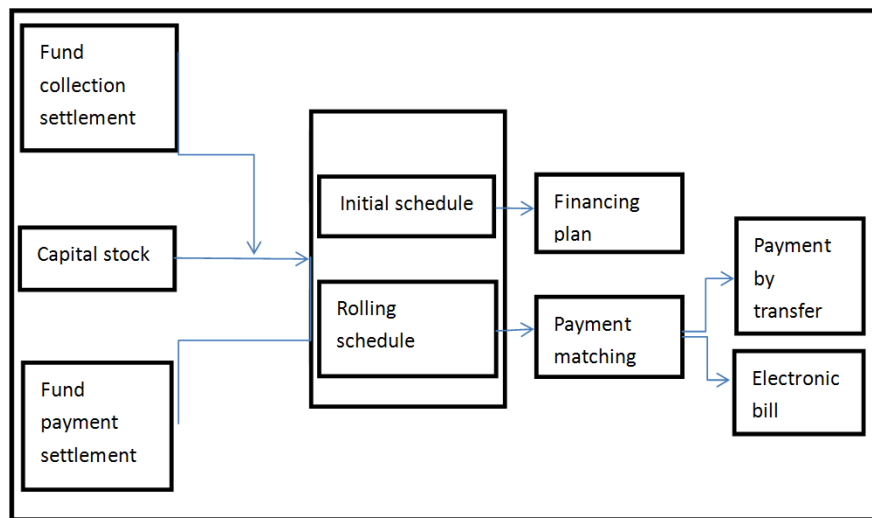 Fund
collection
settlement
Capital stock
Fund
payment
settlement
Initial schedule
Rolling
schedule
Financing
plan
Payment
matching
Payment
by
transfer
Electronic
bill